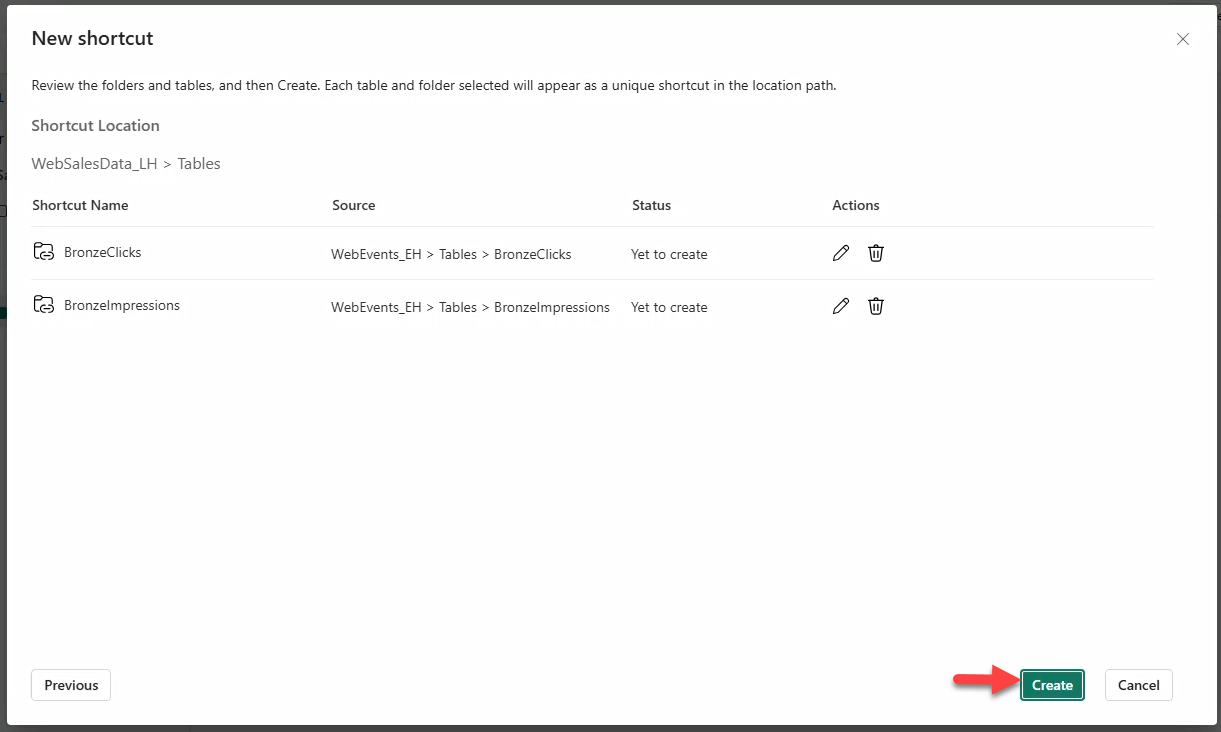 New shortcut
Review the folders and tables, and then Create. Each table and folder selected will appear as a unique shortcut in the location path.
Shortcut Location
WebSalesData_LH > Tables
Shortcut Name Source Status Actions
BronzeClicks WebEvents_EH > Tables > BronzeClicks Yet to create
BronzeImpressions WebEvents_EH > Tables > BronzeImpressions Yet to create
Previous Create Cancel